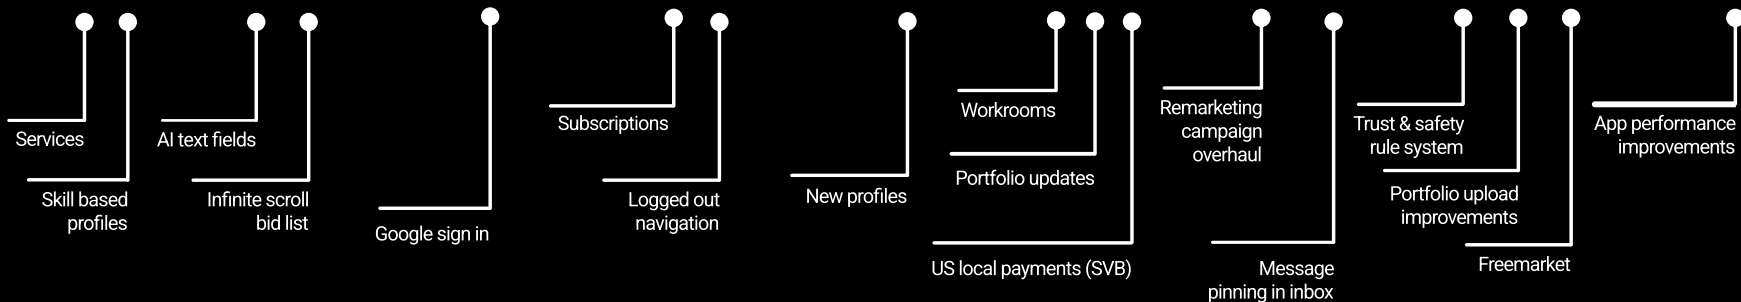 Services
Skill based
profiles
AI text fields
Infinite scroll
bid list
Google sign in
Subscriptions
Logged out
navigation
New profiles
Workrooms
Portfolio updates
US local payments (SVB)
Remarketing
campaign
overhaul
Message
pinning in inbox
Trust & safety
rule system
Portfolio upload
improvements
Freemarket
App performance
improvements